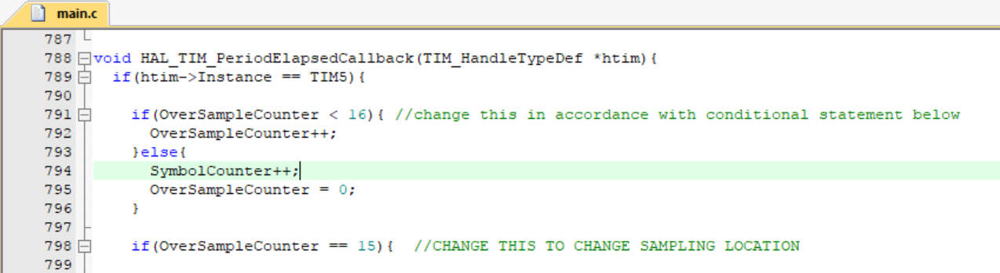 main.c
787
788 void HAL_TIM_PeriodElapsedCallback(TIM_HandleTypeDef *htim){
789   if(htim->Instance == TIM5){
790
791     if(OverSampleCounter < 16){ //change this in accordance with conditional statement below
792       OverSampleCounter++;
793     }else{
794       SymbolCounter++;
795       OverSampleCounter = 0;
796     }
797
798     if(OverSampleCounter == 15){  //CHANGE THIS TO CHANGE SAMPLING LOCATION
799